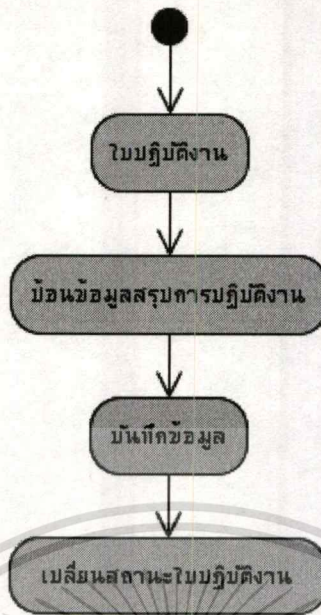 ใบปฏิบัติงาน
ป้อนข้อมูลสรุปการปฏิบัติงาน
บันทึกข้อมูล
เปลี่ยนสถานะใบปฏิบัติงาน